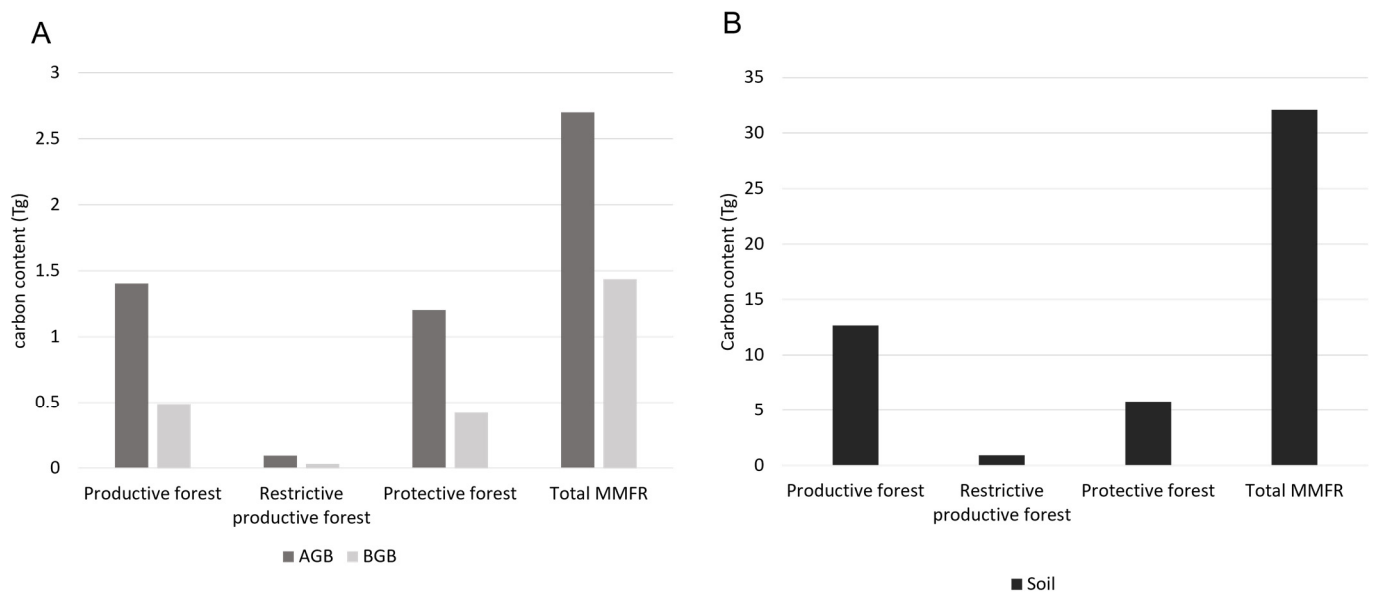 A
carbon content (Tg)
3
2.5
2
1.5
1
0.5
0
Productive forest
Restrictive
productive forest
Protective forest
Total MMFR
AGB
BGB
B
Carbon content (Tg)
35
30
25
20
15
10
5
0
Productive forest
Restrictive
productive forest
Protective forest
Total MMFR
Soil